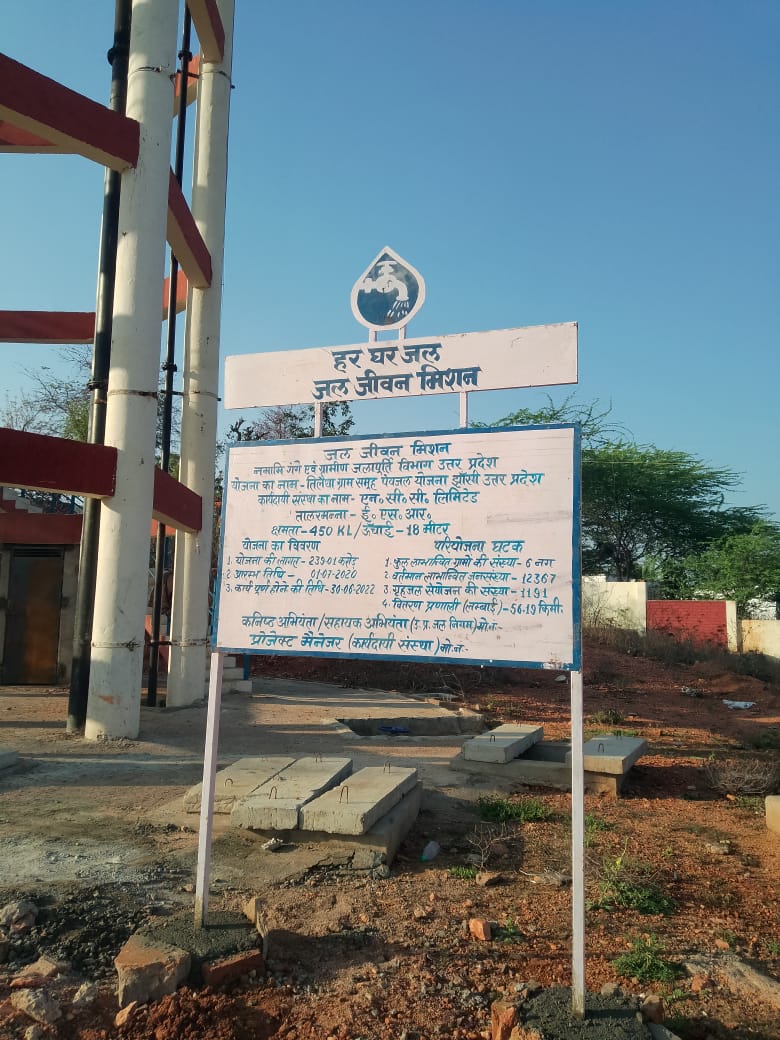 हर घर जल
जल जीवन मिशन
जल जीवन मिशन
नमामि गंगे एवं ग्रामीण जलापूर्ति विभाग उत्तर प्रदेश
योजना का नाम - तिलैथा ग्राम समूह पेयजल योजना झाँसी उत्तर प्रदेश
कार्यदायी संस्था का नाम - एन॰ सी॰ सी॰ लिमिटेड
तालरमन्ना - ई॰ एस॰ आर॰
क्षमता - 450 KL / ऊँचाई - 18 मीटर
योजना का विवरण
1. योजना की लागत - 239.01 करोड़
2. आरम्भ तिथि - 01-07-2020
3. कार्य पूर्ण होने की तिथि - 30-06-2022
परियोजना घटक
1. कुल लाभान्वित ग्रामों की संख्या - 6 नग
2. वर्तमान लाभान्वित जनसंख्या - 12367
3. गृहजल संयोजन की संख्या - 1191
4. वितरण प्रणाली (लम्बाई) - 56.19 किमी.
कनिष्ट अभियंता / सहायक अभियंता (उ.प्र. जल निगम) मो.न.-
प्रोजेक्ट मैनेजर (कार्यदायी संस्था) मो.न.-